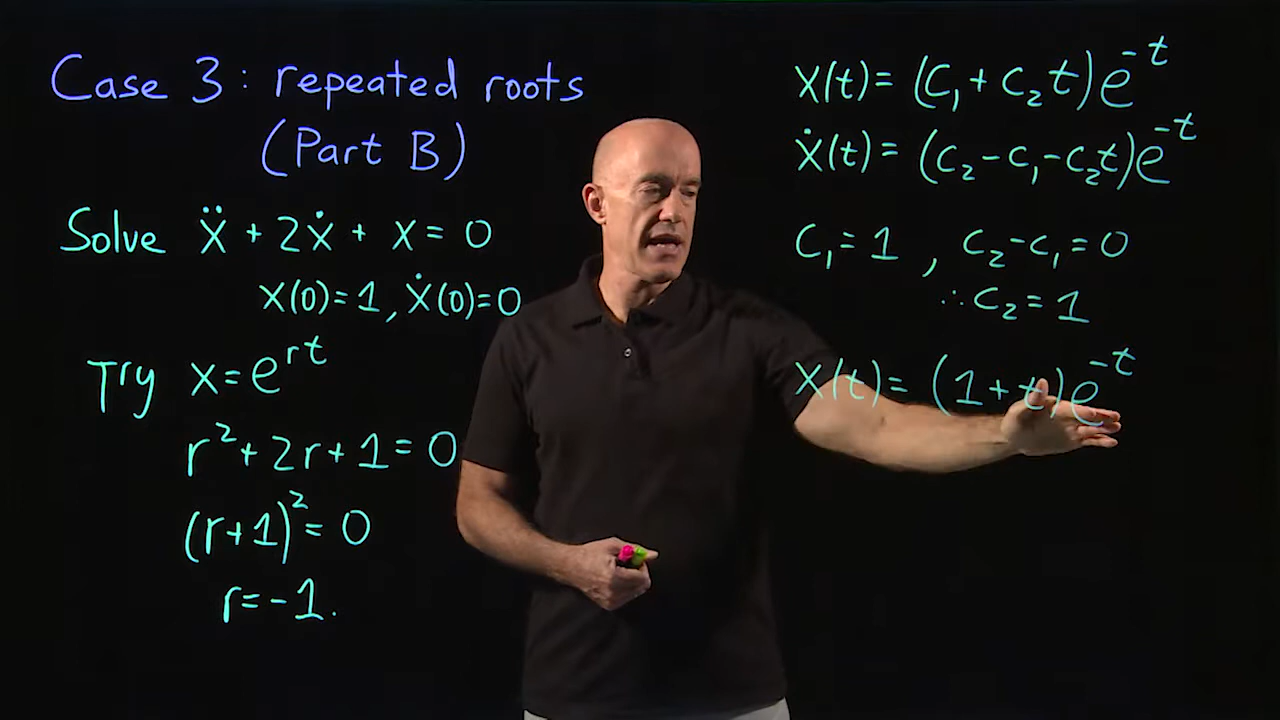 Case 3: repeated roots
(Part B)
Solve ẍ + 2ẋ + x = 0
x(0)=1, ẋ(0)=0
Try x=e^{rt}
r²+2r+1=0
(r+1)²=0
r=-1.
x(t)= (c₁+c₂t)e^{-t}
ẋ(t)= (c₂-c₁-c₂t)e^{-t}
c₁=1, c₂-c₁=0
∴c₂=1
x(t)= (1+t)e^{-t}